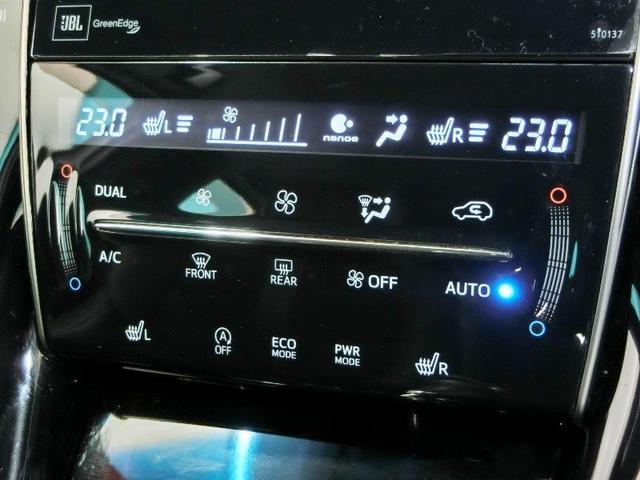 JBL GreenEdge 510137
23.0 L nanoe R 23.0
DUAL
A/C FRONT REAR OFF AUTO
L A OFF ECO MODE PWR MODE R